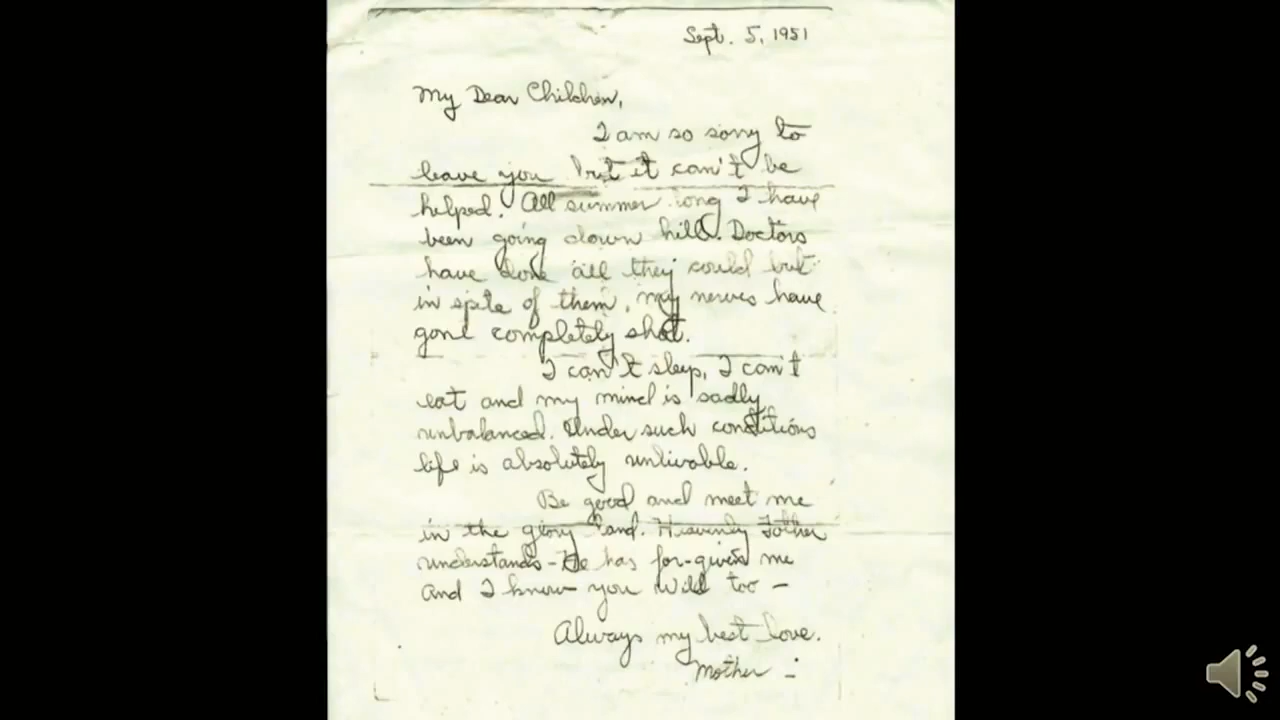 Sept. 5, 1951
My Dear Children,
I am so sorry to
leave you but it can't be
helped. All summer long I have
been going down hill. Doctors
have done all they could but
in spite of them, my nerves have
gone completely shot.
I can't sleep, I can't
eat and my mind is sadly
unbalanced. Under such conditions
life is absolutely unlivable.
Be good and meet me
in the glory land. Heavenly Father
understands - He has for-given me
and I know you will too -
Always my best love.
Mother -